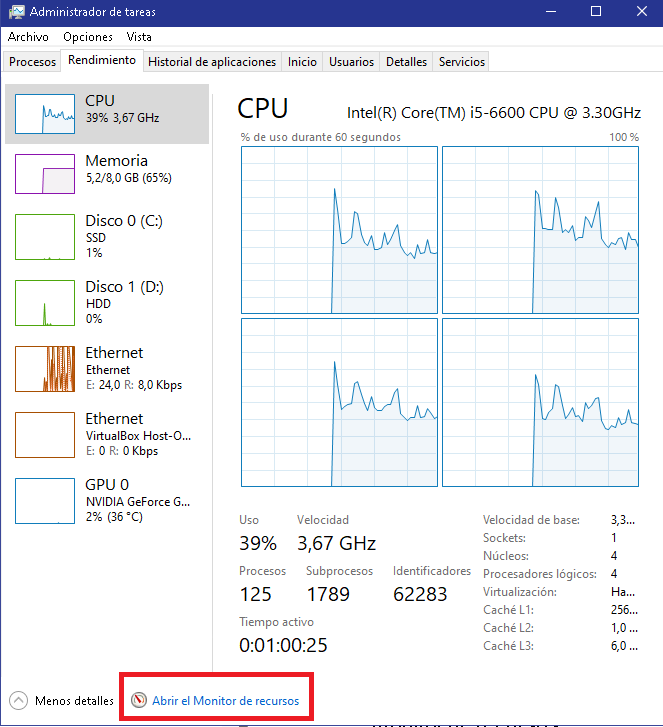 Administrador de tareas
Archivo Opciones Vista
Procesos Rendimiento Historial de aplicaciones Inicio Usuarios Detalles Servicios
CPU
39% 3,67 GHz
Memoria
5,2/8,0 GB (65%)
Disco 0 (C:)
SSD
1%
Disco 1 (D:)
HDD
0%
Ethernet
Ethernet
E: 24,0 R: 8,0 Kbps
Ethernet
VirtualBox Host-O...
E: 0 R: 0 Kbps
GPU 0
NVIDIA GeForce G...
2% (36 °C)
CPU Intel(R) Core(TM) i5-6600 CPU @ 3.30GHz
% de uso durante 60 segundos 100 %
Uso Velocidad
39% 3,67 GHz
Procesos Subprocesos Identificadores
125 1789 62283
Tiempo activo
0:01:00:25
Velocidad de base: 3,3...
Sockets: 1
Núcleos: 4
Procesadores lógicos: 4
Virtualización: Ha...
Caché L1: 256...
Caché L2: 1,0 ...
Caché L3: 6,0 ...
Menos detalles Abrir el Monitor de recursos